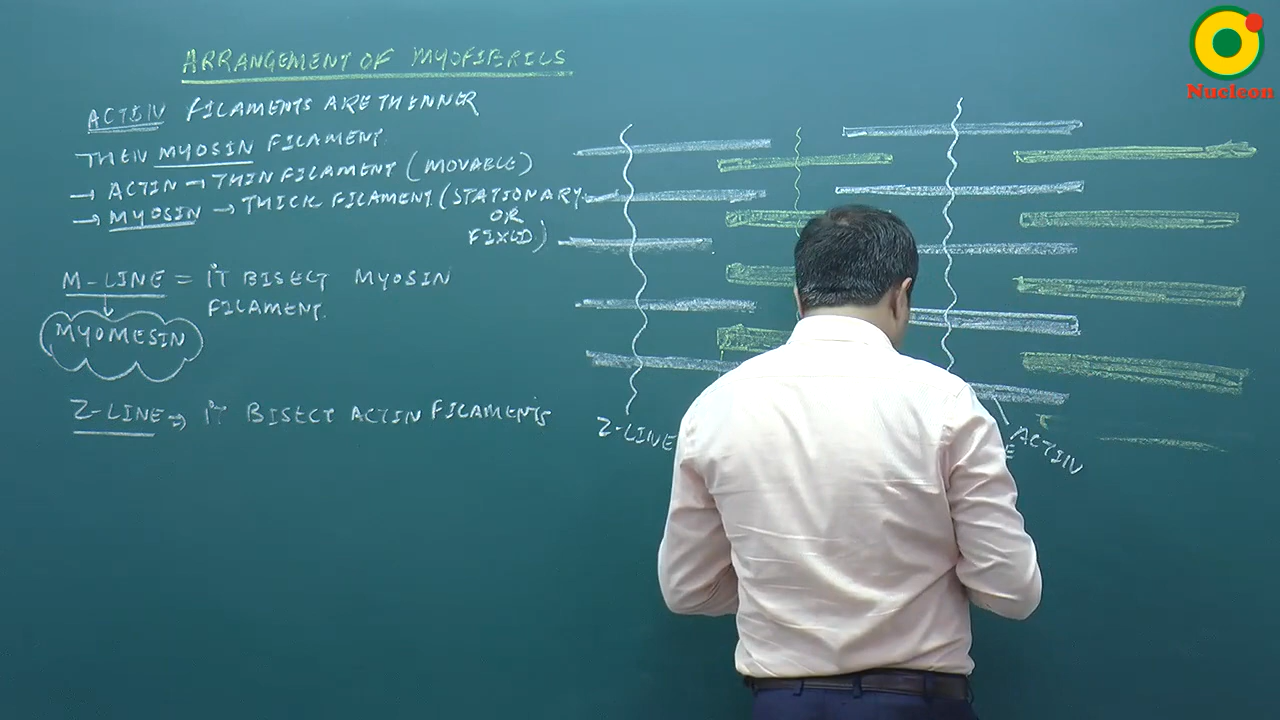 ARRANGEMENT OF MYOFIBRILS
ACTIN FILAMENTS ARE THINNER
THEN MYOSIN FILAMENT.
→ ACTIN → THIN FILAMENT (MOVABLE)
→ MYOSIN → THICK FILAMENT (STATIONARY
OR
FIXED)
M-LINE = IT BISECT MYOSIN
FILAMENT.
MYOMESIN
Z-LINE → IT BISECT ACTIN FILAMENTS
Z-LINE
ACTIN
Nucleon